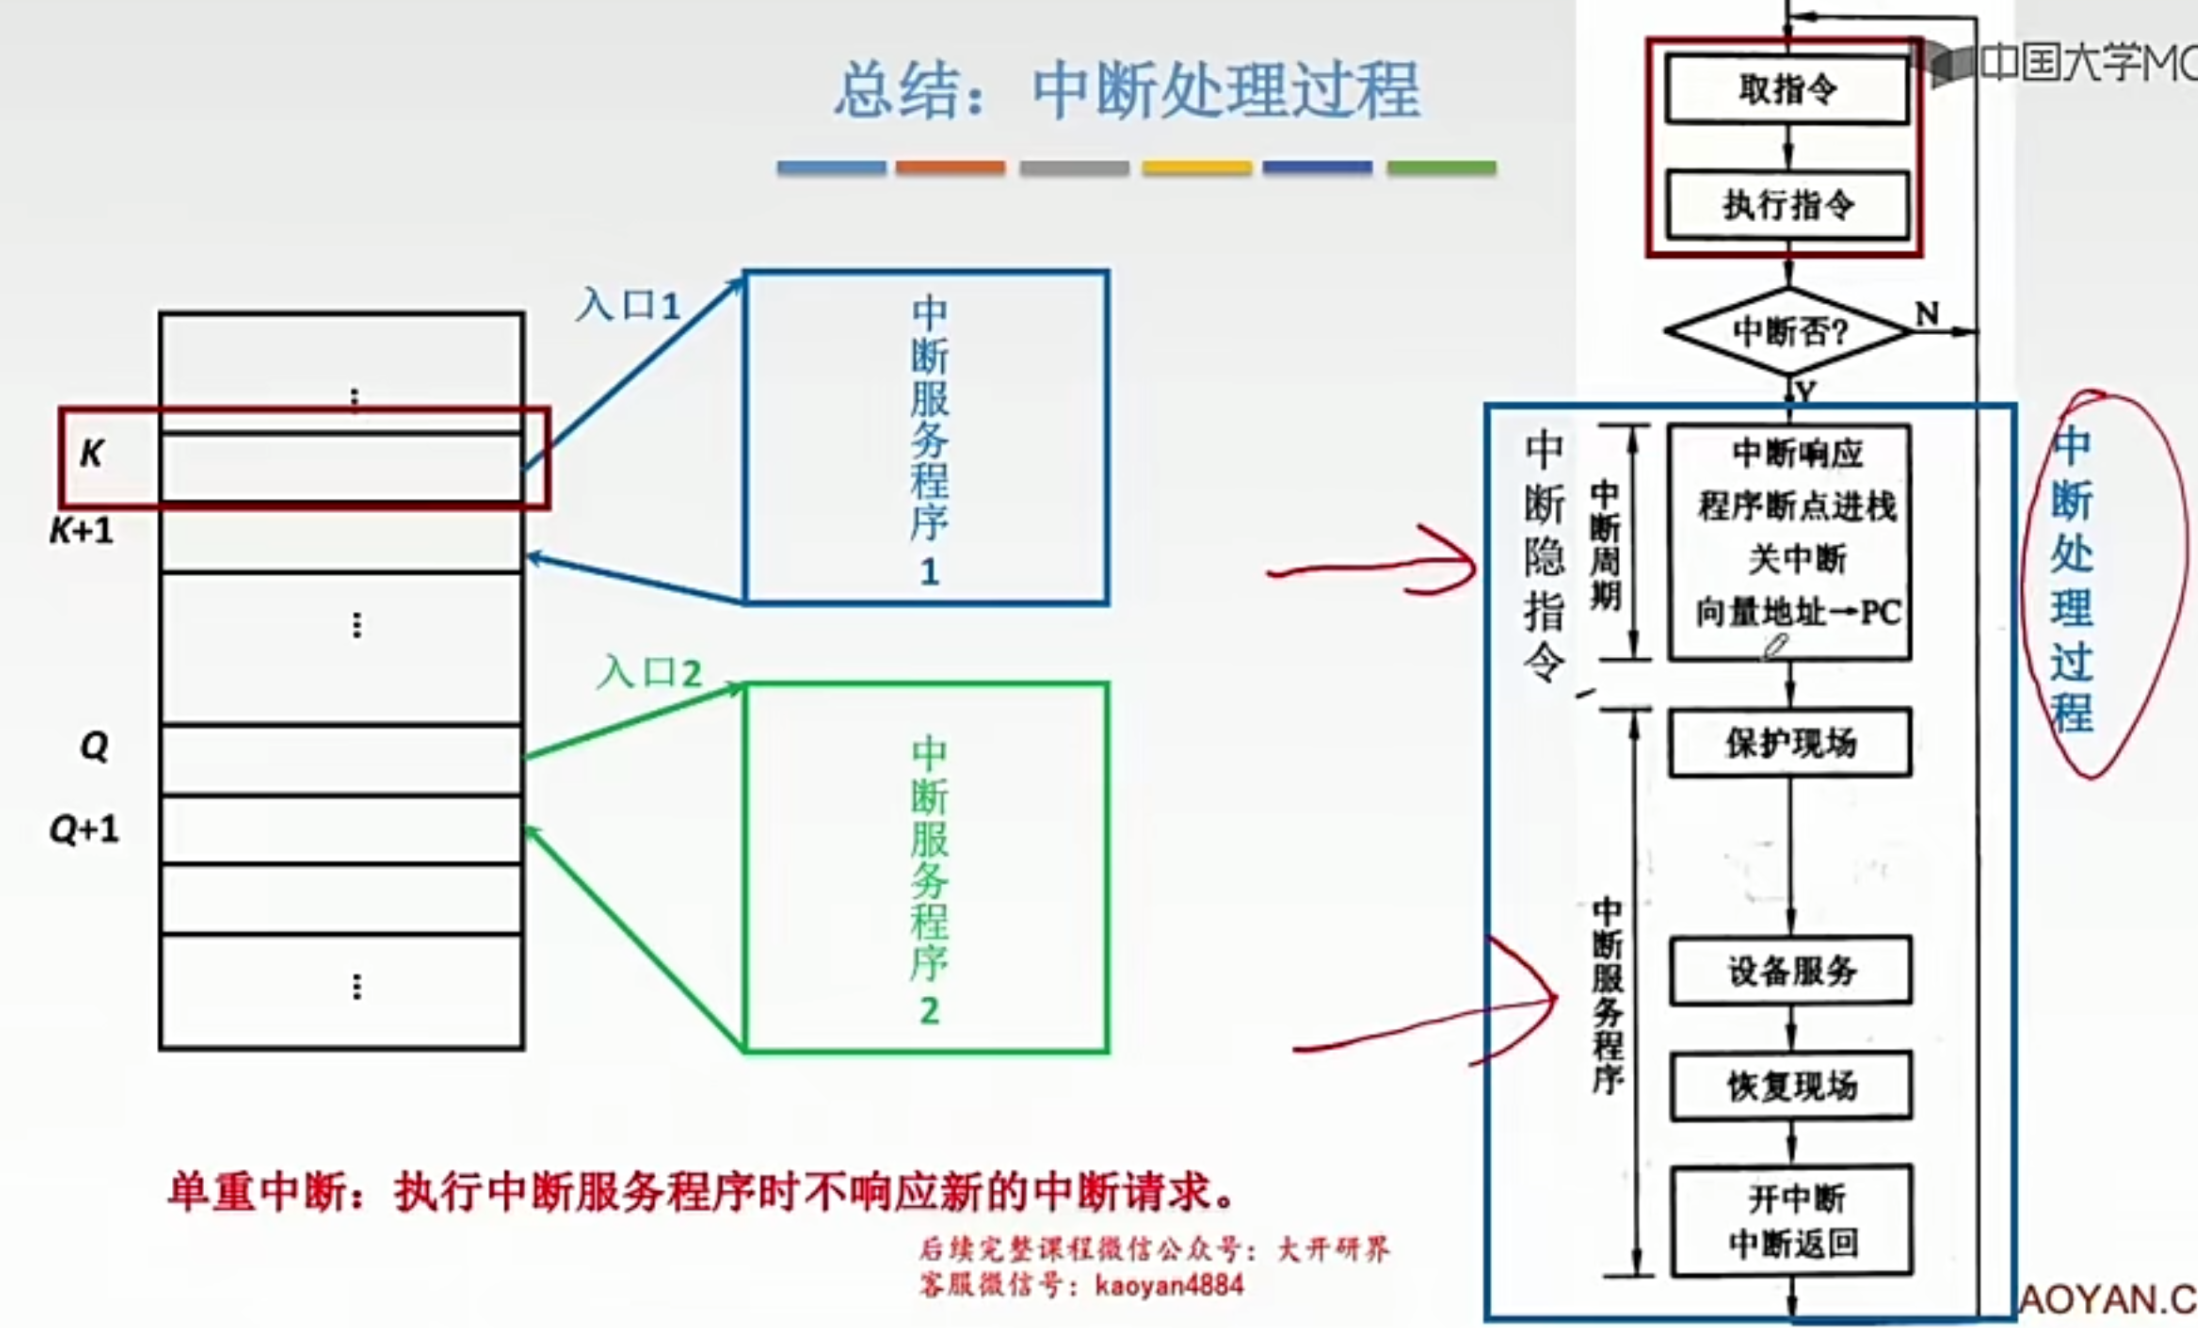 总结：中断处理过程
中国大学MO
K
K+1
⋮
Q
Q+1
⋮
入口1
中断服务程序1
入口2
中断服务程序2
单重中断：执行中断服务程序时不响应新的中断请求。
后续完整课程微信公众号：大开研界
客服微信号：kaoyan4884
取指令
执行指令
中断否？
N
Y
中断隐指令
中断周期
中断响应
程序断点进栈
关中断
向量地址→PC
中断服务程序
保护现场
设备服务
恢复现场
开中断
中断返回
中断处理过程
AOYAN.C